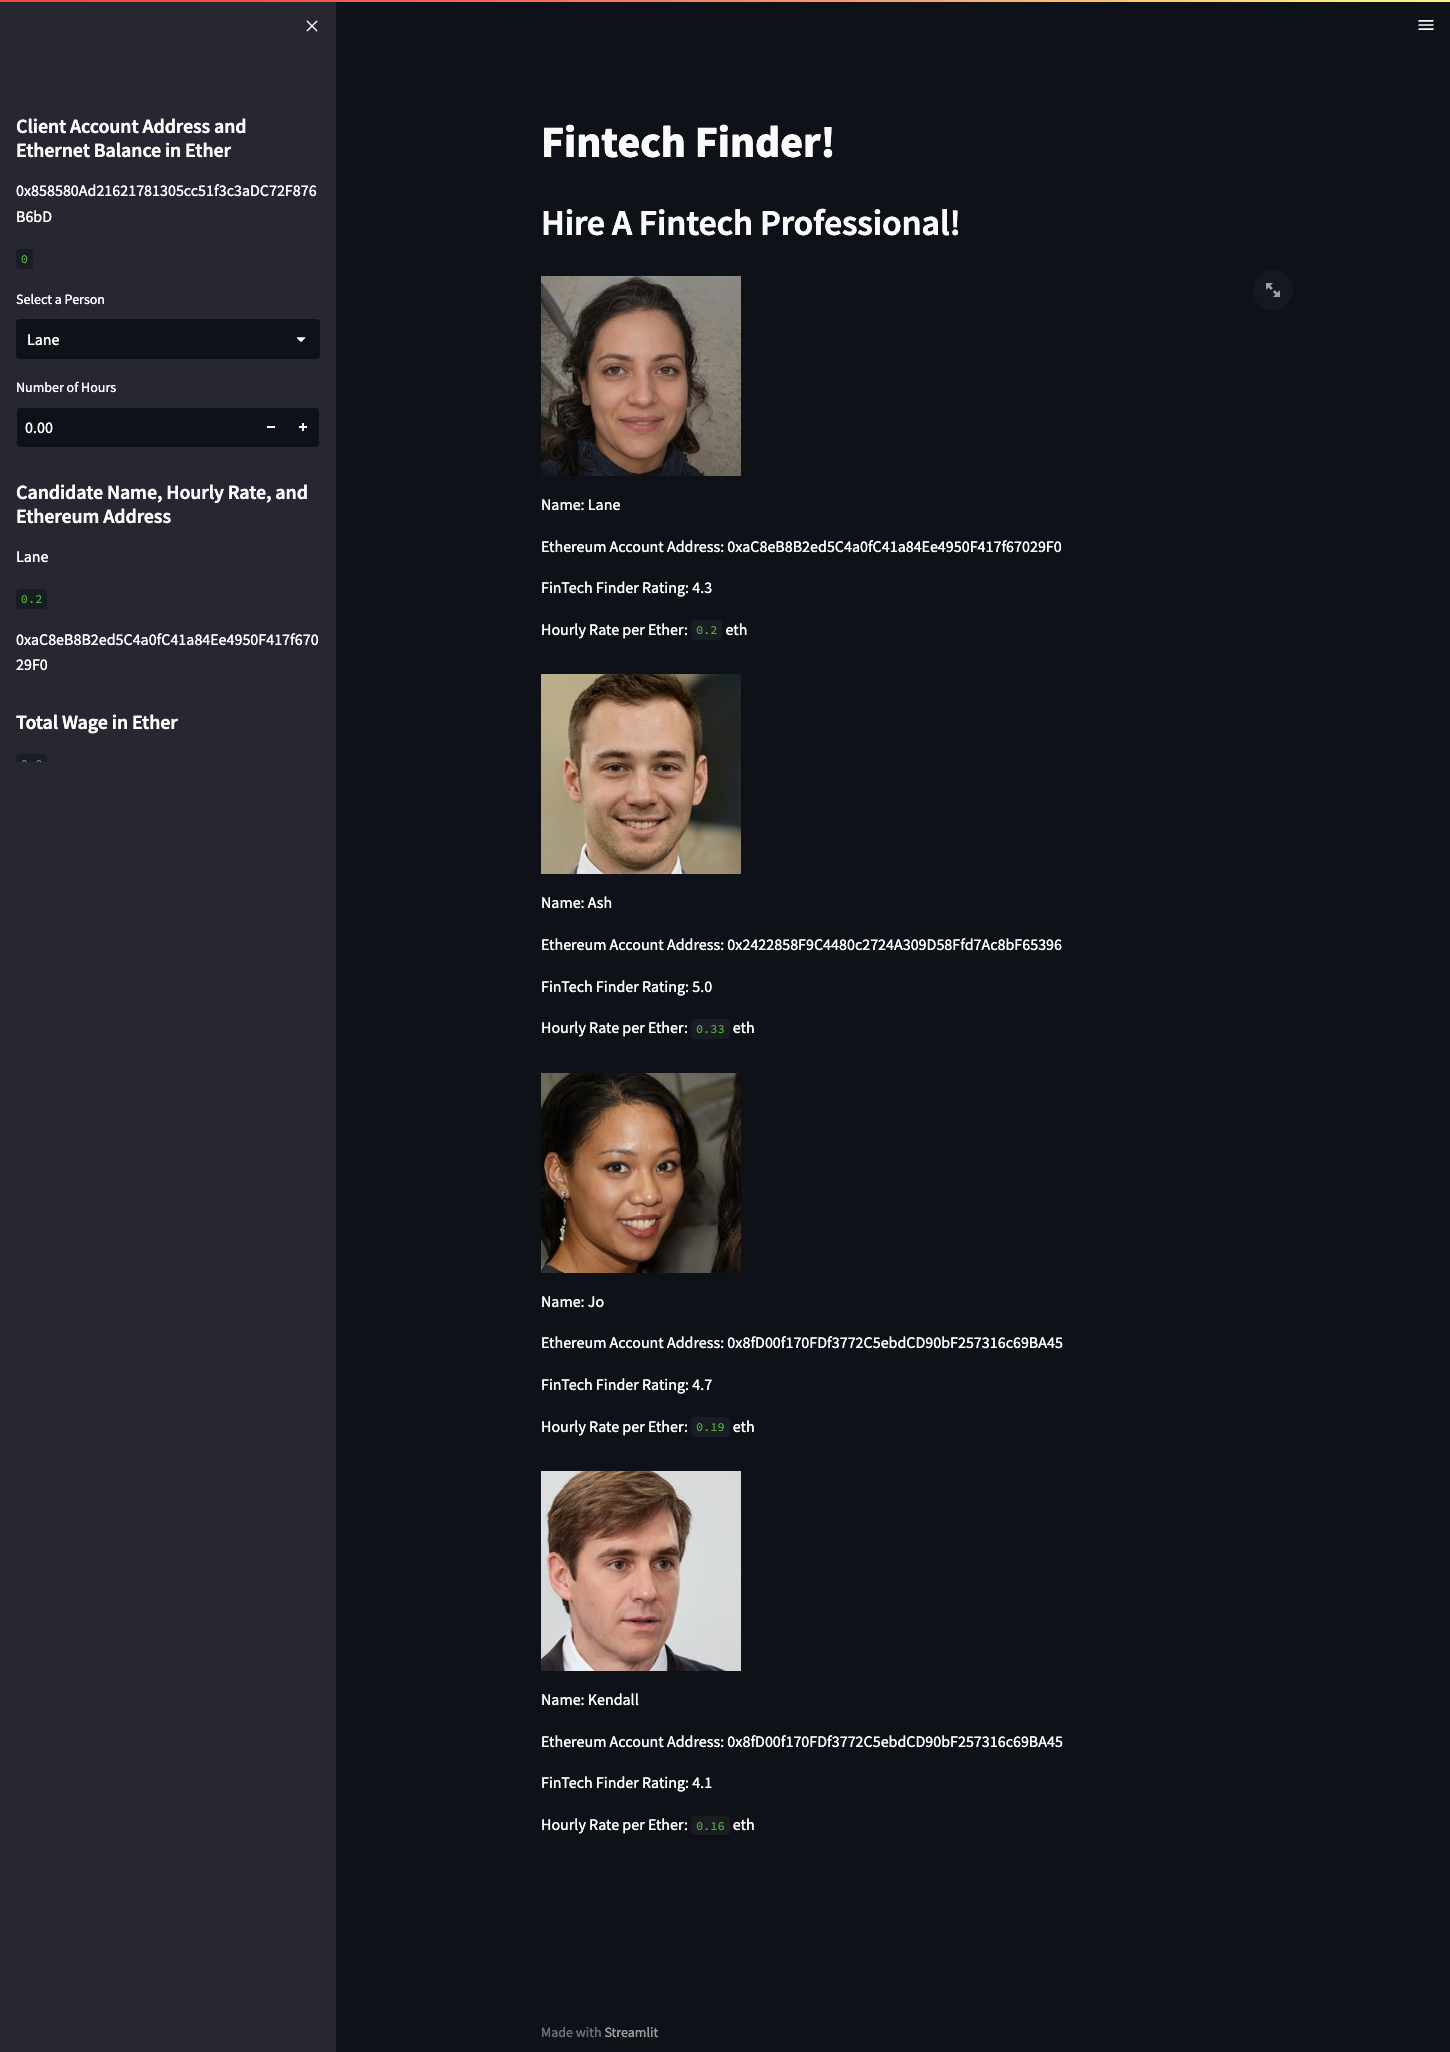 Client Account Address and
Ethernet Balance in Ether
0x858580Ad21621781305cc51f3c3aDC72F876
B6bD
0
Select a Person
Lane
Number of Hours
0.00
Candidate Name, Hourly Rate, and
Ethereum Address
Lane
0.2
0xaC8eB8B2ed5C4a0fC41a84Ee4950F417f670
29F0
Total Wage in Ether
Fintech Finder!
Hire A Fintech Professional!
Name: Lane
Ethereum Account Address: 0xaC8eB8B2ed5C4a0fC41a84Ee4950F417f67029F0
FinTech Finder Rating: 4.3
Hourly Rate per Ether: 0.2 eth
Name: Ash
Ethereum Account Address: 0x2422858F9C4480c2724A309D58Ffd7Ac8bF65396
FinTech Finder Rating: 5.0
Hourly Rate per Ether: 0.33 eth
Name: Jo
Ethereum Account Address: 0x8fD00f170FDf3772C5ebdCD90bF257316c69BA45
FinTech Finder Rating: 4.7
Hourly Rate per Ether: 0.19 eth
Name: Kendall
Ethereum Account Address: 0x8fD00f170FDf3772C5ebdCD90bF257316c69BA45
FinTech Finder Rating: 4.1
Hourly Rate per Ether: 0.16 eth
Made with Streamlit